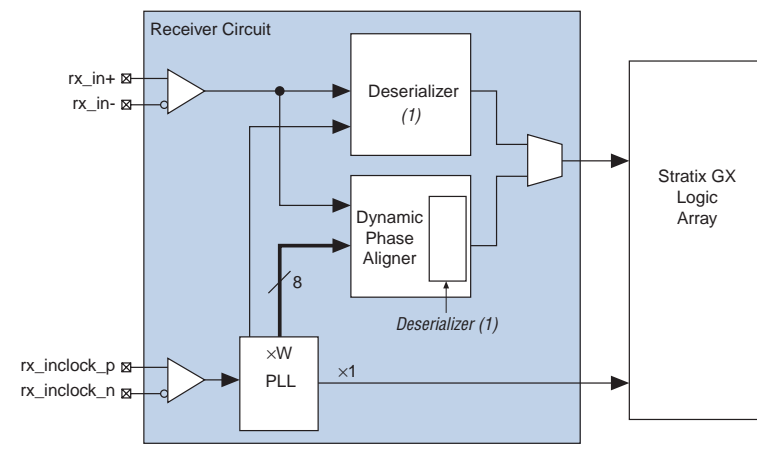 Receiver Circuit
rx_in+
rx_in-
Deserializer
(1)
Stratix GX
Logic
Array
Dynamic
Phase
Aligner
8
Deserializer (1)
rx_inclock_p
rx_inclock_n
×W
PLL
×1